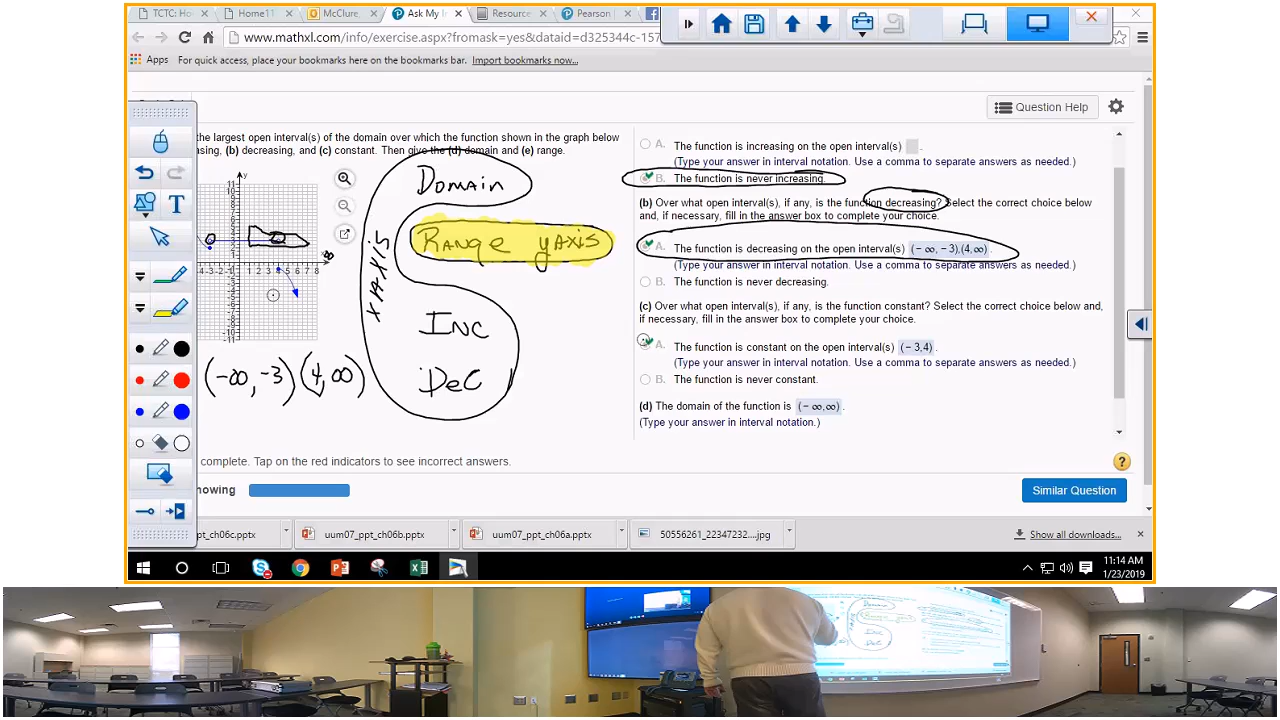 TCTC: Ho
Home11
McClure,
Ask My I
Resource
Pearson
www.mathxl.com/info/exercise.aspx?fromask=yes&dataid=d325344c-157
Apps For quick access, place your bookmarks here on the bookmarks bar. Import bookmarks now...
Question Help
the largest open interval(s) of the domain over which the function shown in the graph below
asing, (b) decreasing, and (c) constant. Then give the (d) domain and (e) range.
Domain
Range yaxis
xaxis
INC
DEC
(-∞, -3)(4, ∞)
A. The function is increasing on the open interval(s) .
(Type your answer in interval notation. Use a comma to separate answers as needed.)
B. The function is never increasing.
(b) Over what open interval(s), if any, is the function decreasing? Select the correct choice below
and, if necessary, fill in the answer box to complete your choice.
A. The function is decreasing on the open interval(s) (−∞,−3),(4,∞).
(Type your answer in interval notation. Use a comma to separate answers as needed.)
B. The function is never decreasing.
(c) Over what open interval(s), if any, is the function constant? Select the correct choice below and,
if necessary, fill in the answer box to complete your choice.
A. The function is constant on the open interval(s) (−3,4).
(Type your answer in interval notation. Use a comma to separate answers as needed.)
B. The function is never constant.
(d) The domain of the function is (−∞,∞).
(Type your answer in interval notation.)
complete. Tap on the red indicators to see incorrect answers.
howing
Similar Question
pt_ch06c.pptx
uum07_ppt_ch06b.pptx
uum07_ppt_ch06a.pptx
50556261_22347232....jpg
Show all downloads...
11:14 AM
1/23/2019